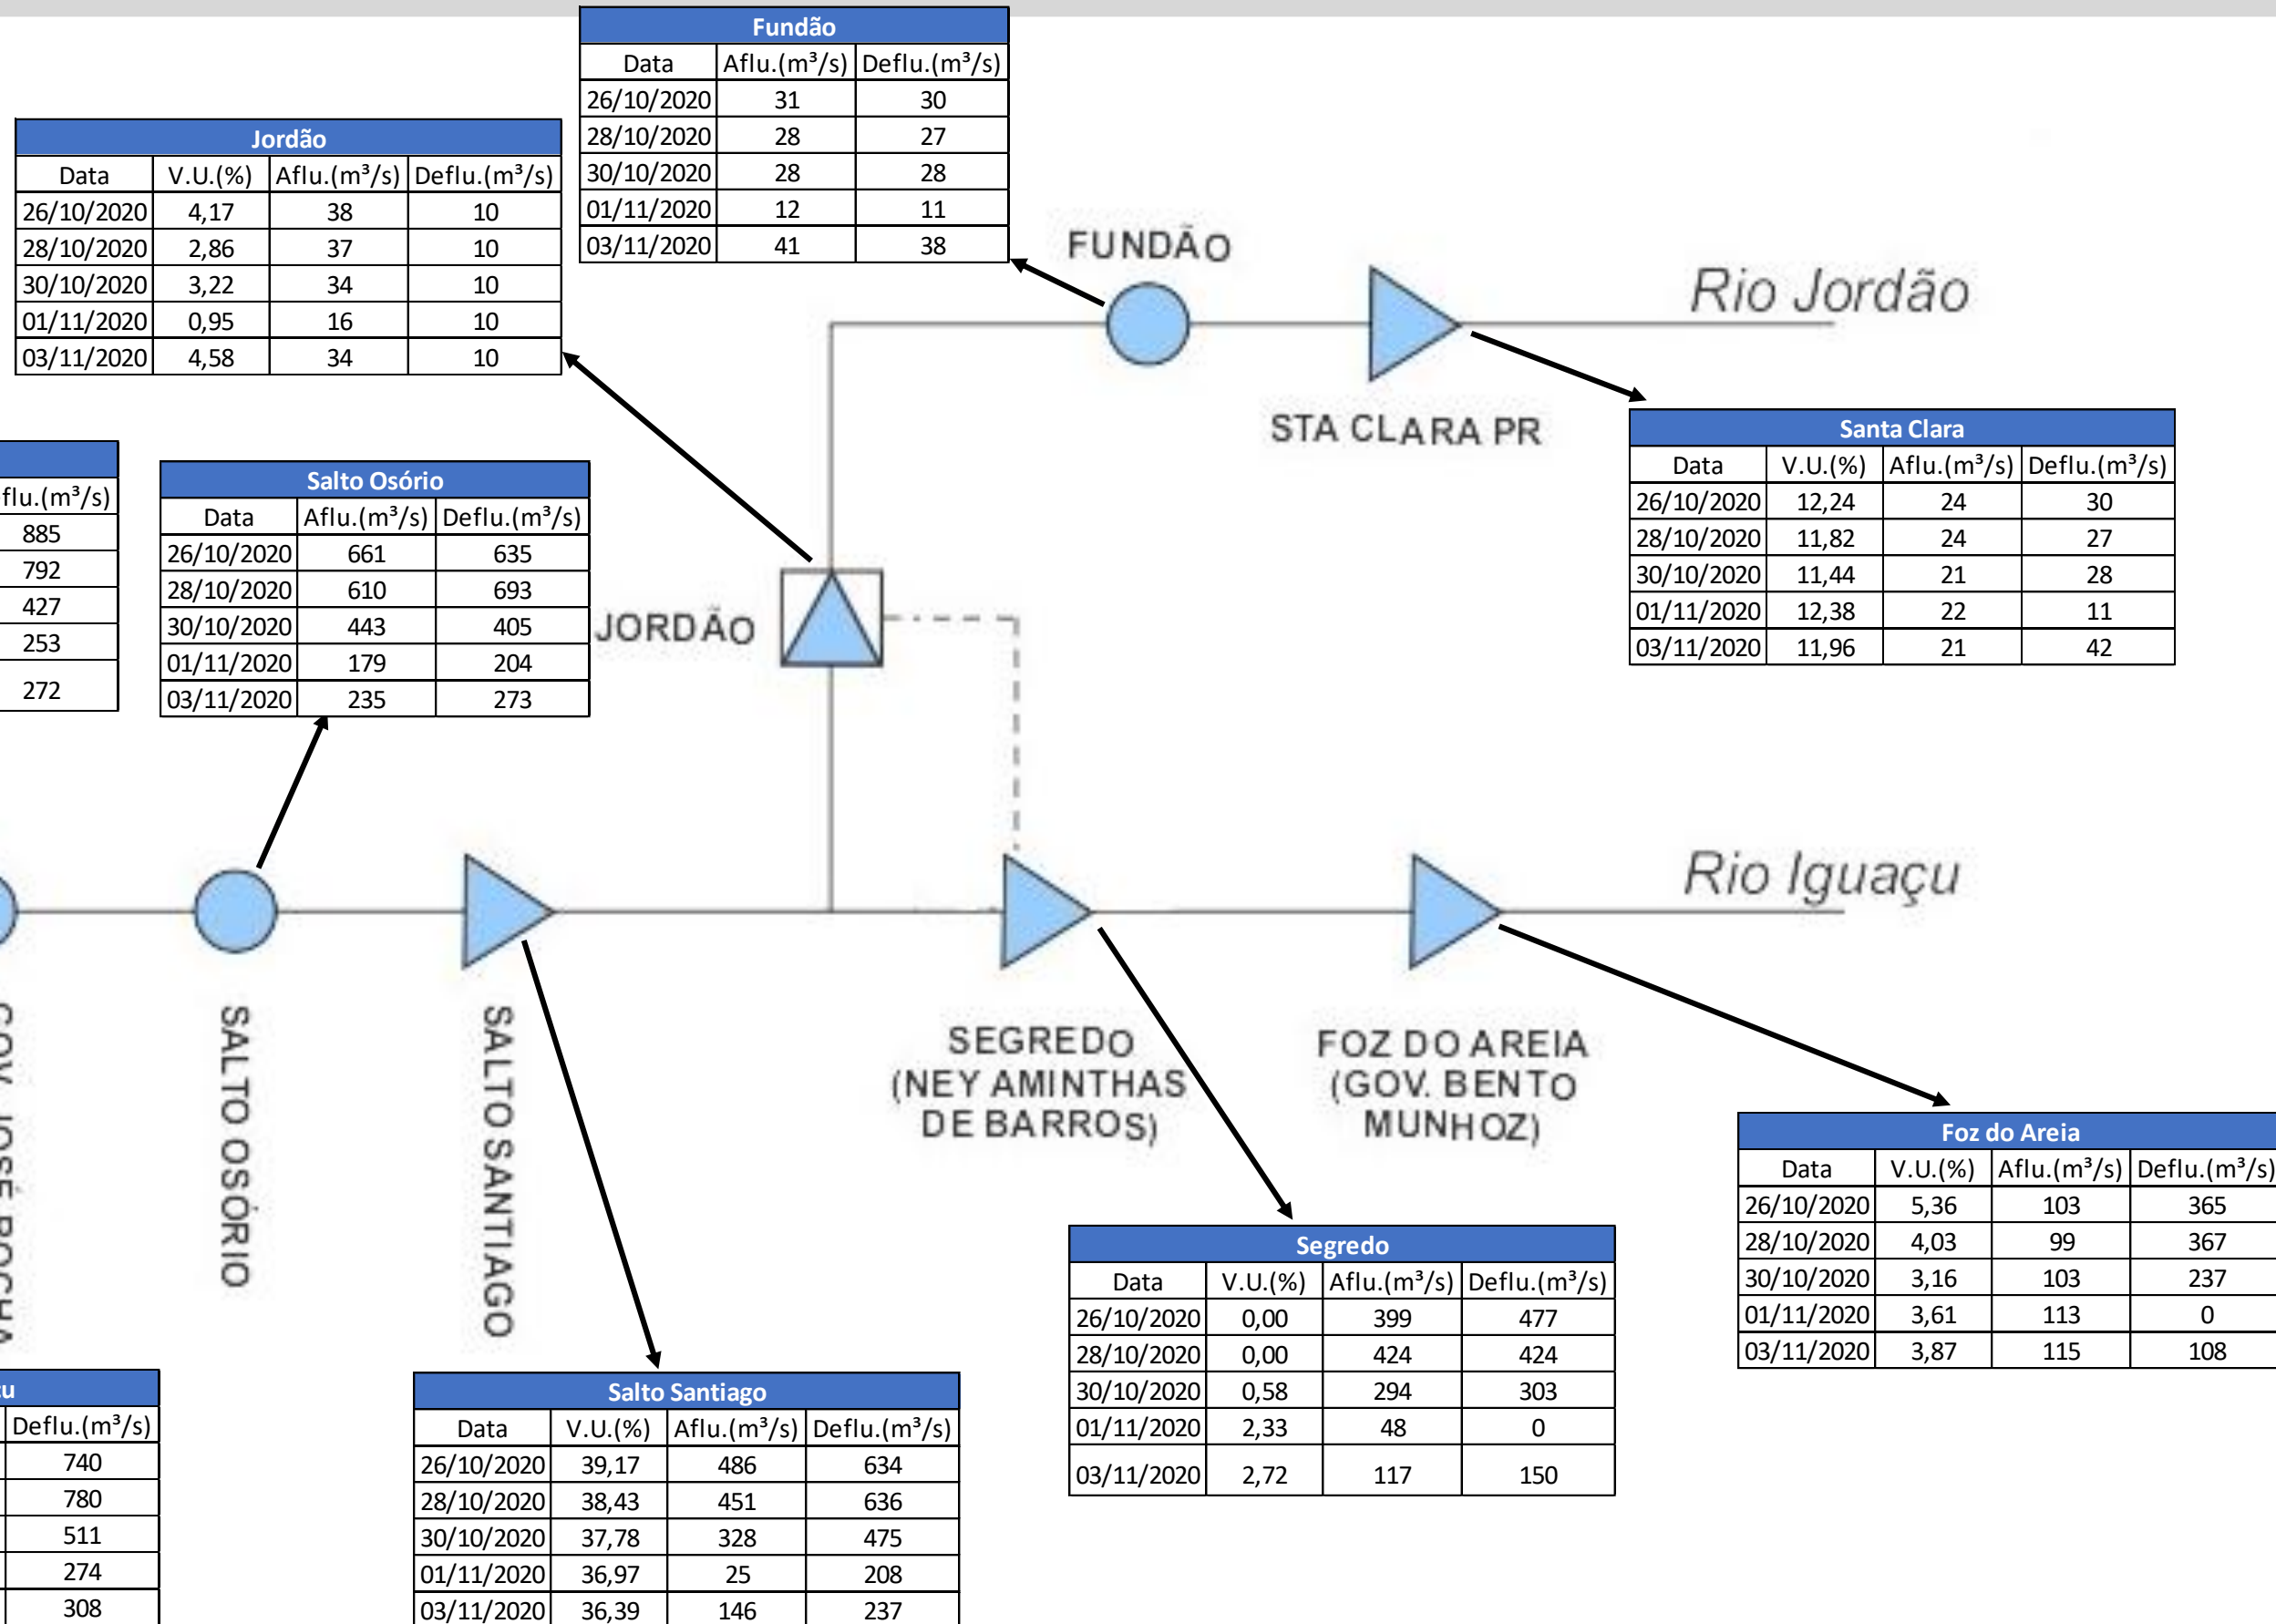 Fundão
Data Aflu.(m³/s) Deflu.(m³/s)
26/10/2020 31 30
28/10/2020 28 27
30/10/2020 28 28
01/11/2020 12 11
03/11/2020 41 38
Jordão
Data V.U.(%) Aflu.(m³/s) Deflu.(m³/s)
26/10/2020 4,17 38 10
28/10/2020 2,86 37 10
30/10/2020 3,22 34 10
01/11/2020 0,95 16 10
03/11/2020 4,58 34 10
FUNDÃO
STA CLARA PR
Rio Jordão
Santa Clara
Data V.U.(%) Aflu.(m³/s) Deflu.(m³/s)
26/10/2020 12,24 24 30
28/10/2020 11,82 24 27
30/10/2020 11,44 21 28
01/11/2020 12,38 22 11
03/11/2020 11,96 21 42
flu.(m³/s)
885
792
427
253
272
Salto Osório
Data Aflu.(m³/s) Deflu.(m³/s)
26/10/2020 661 635
28/10/2020 610 693
30/10/2020 443 405
01/11/2020 179 204
03/11/2020 235 273
JORDÃO
Rio Iguaçu
GOV. JOSÉ ROCHA
SALTO OSÓRIO
SALTO SANTIAGO
SEGREDO
(NEY AMINTHAS
DE BARROS)
FOZ DO AREIA
(GOV. BENTO
MUNHOZ)
Foz do Areia
Data V.U.(%) Aflu.(m³/s) Deflu.(m³/s)
26/10/2020 5,36 103 365
28/10/2020 4,03 99 367
30/10/2020 3,16 103 237
01/11/2020 3,61 113 0
03/11/2020 3,87 115 108
Segredo
Data V.U.(%) Aflu.(m³/s) Deflu.(m³/s)
26/10/2020 0,00 399 477
28/10/2020 0,00 424 424
30/10/2020 0,58 294 303
01/11/2020 2,33 48 0
03/11/2020 2,72 117 150
u
Deflu.(m³/s)
740
780
511
274
308
Salto Santiago
Data V.U.(%) Aflu.(m³/s) Deflu.(m³/s)
26/10/2020 39,17 486 634
28/10/2020 38,43 451 636
30/10/2020 37,78 328 475
01/11/2020 36,97 25 208
03/11/2020 36,39 146 237